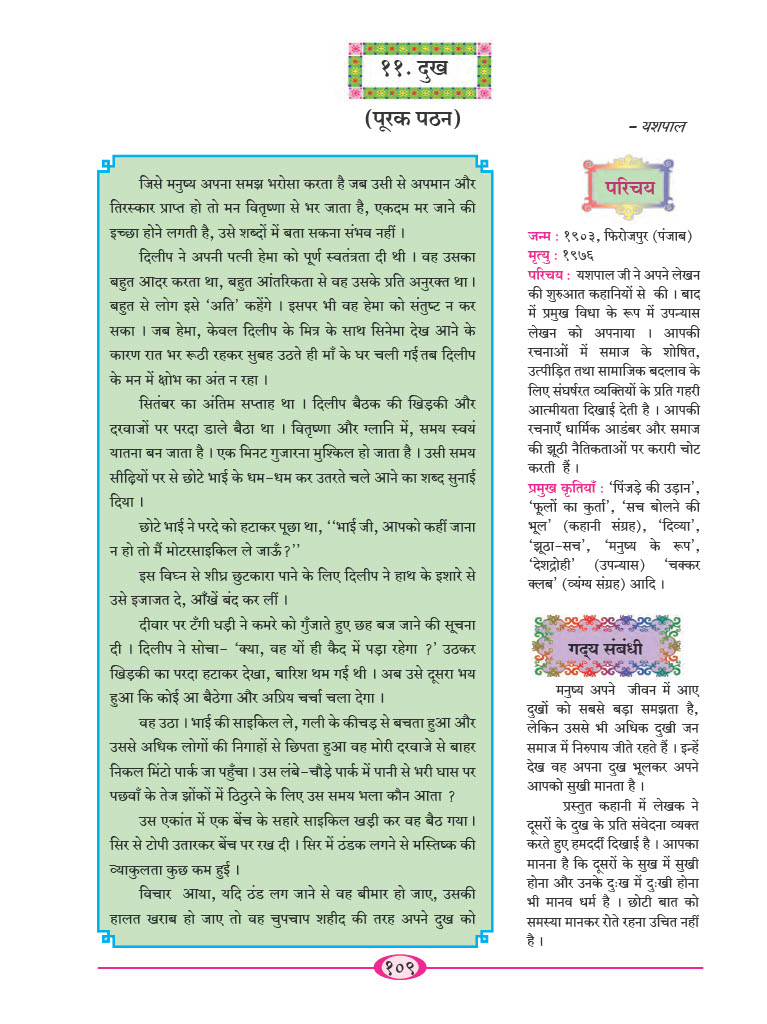 ११. दुख
(पूरक पठन)
– यशपाल
जिसे मनुष्य अपना समझ भरोसा करता है जब उसी से अपमान और
तिरस्कार प्राप्त हो तो मन वितृष्णा से भर जाता है, एकदम मर जाने की
इच्छा होने लगती है, उसे शब्दों में बता सकना संभव नहीं ।
दिलीप ने अपनी पत्नी हेमा को पूर्ण स्वतंत्रता दी थी । वह उसका
बहुत आदर करता था, बहुत आंतरिकता से वह उसके प्रति अनुरक्त था ।
बहुत से लोग इसे ‘अति’ कहेंगे । इसपर भी वह हेमा को संतुष्ट न कर
सका । जब हेमा, केवल दिलीप के मित्र के साथ सिनेमा देख आने के
कारण रात भर रूठी रहकर सुबह उठते ही माँ के घर चली गई तब दिलीप
के मन में क्षोभ का अंत न रहा ।
सितंबर का अंतिम सप्ताह था । दिलीप बैठक की खिड़की और
दरवाजों पर परदा डाले बैठा था । वितृष्णा और ग्लानि में, समय स्वयं
यातना बन जाता है । एक मिनट गुजारना मुश्किल हो जाता है । उसी समय
सीढ़ियों पर से छोटे भाई के धम-धम कर उतरते चले आने का शब्द सुनाई
दिया ।
छोटे भाई ने परदे को हटाकर पूछा था, ‘‘भाई जी, आपको कहीं जाना
न हो तो मैं मोटरसाइकिल ले जाऊँ ?’’
इस विघ्न से शीघ्र छुटकारा पाने के लिए दिलीप ने हाथ के इशारे से
उसे इजाजत दे, आँखें बंद कर लीं ।
दीवार पर टँगी घड़ी ने कमरे को गुँजाते हुए छह बज जाने की सूचना
दी । दिलीप ने सोचा– ‘क्या, वह यों ही कैद में पड़ा रहेगा ?’ उठकर
खिड़की का परदा हटाकर देखा, बारिश थम गई थी । अब उसे दूसरा भय
हुआ कि कोई आ बैठेगा और अप्रिय चर्चा चला देगा ।
वह उठा । भाई की साइकिल ले, गली के कीचड़ से बचता हुआ और
उससे अधिक लोगों की निगाहों से छिपता हुआ वह मोरी दरवाजे से बाहर
निकल मिंटो पार्क जा पहुँचा । उस लंबे-चौड़े पार्क में पानी से भरी घास पर
पछवाँ के तेज झोंकों में ठिठुरने के लिए उस समय भला कौन आता ?
उस एकांत में एक बेंच के सहारे साइकिल खड़ी कर वह बैठ गया ।
सिर से टोपी उतारकर बेंच पर रख दी । सिर में ठंडक लगने से मस्तिष्क की
व्याकुलता कुछ कम हुई ।
विचार आया, यदि ठंड लग जाने से वह बीमार हो जाए, उसकी
हालत खराब हो जाए तो वह चुपचाप शहीद की तरह अपने दुख को
परिचय
जन्म : १९०३, फिरोजपुर (पंजाब)
मृत्यु : १९७६
परिचय : यशपाल जी ने अपने लेखन
की शुरुआत कहानियों से की । बाद
में प्रमुख विधा के रूप में उपन्यास
लेखन को अपनाया । आपकी
रचनाओं में समाज के शोषित,
उत्पीड़ित तथा सामाजिक बदलाव के
लिए संघर्षरत व्यक्तियों के प्रति गहरी
आत्मीयता दिखाई देती है । आपकी
रचनाएँ धार्मिक आडंबर और समाज
की झूठी नैतिकताओं पर करारी चोट
करती हैं ।
प्रमुख कृतियाँ : ‘पिंजड़े की उड़ान’,
‘फूलों का कुर्ता’, ‘सच बोलने की
भूल’ (कहानी संग्रह), ‘दिव्या’,
‘झूठा-सच’, ‘मनुष्य के रूप’,
‘देशद्रोही’ (उपन्यास) ‘चक्कर
क्लब’ (व्यंग्य संग्रह) आदि ।
गद्य संबंधी
मनुष्य अपने जीवन में आए
दुखों को सबसे बड़ा समझता है,
लेकिन उससे भी अधिक दुखी जन
समाज में निरुपाय जीते रहते हैं । इन्हें
देख वह अपना दुख भूलकर अपने
आपको सुखी मानता है ।
प्रस्तुत कहानी में लेखक ने
दूसरों के दुख के प्रति संवेदना व्यक्त
करते हुए हमदर्दी दिखाई है । आपका
मानना है कि दूसरों के सुख में सुखी
होना और उनके दुःख में दुःखी होना
भी मानव धर्म है । छोटी बात को
समस्या मानकर रोते रहना उचित नहीं
है ।
१०९